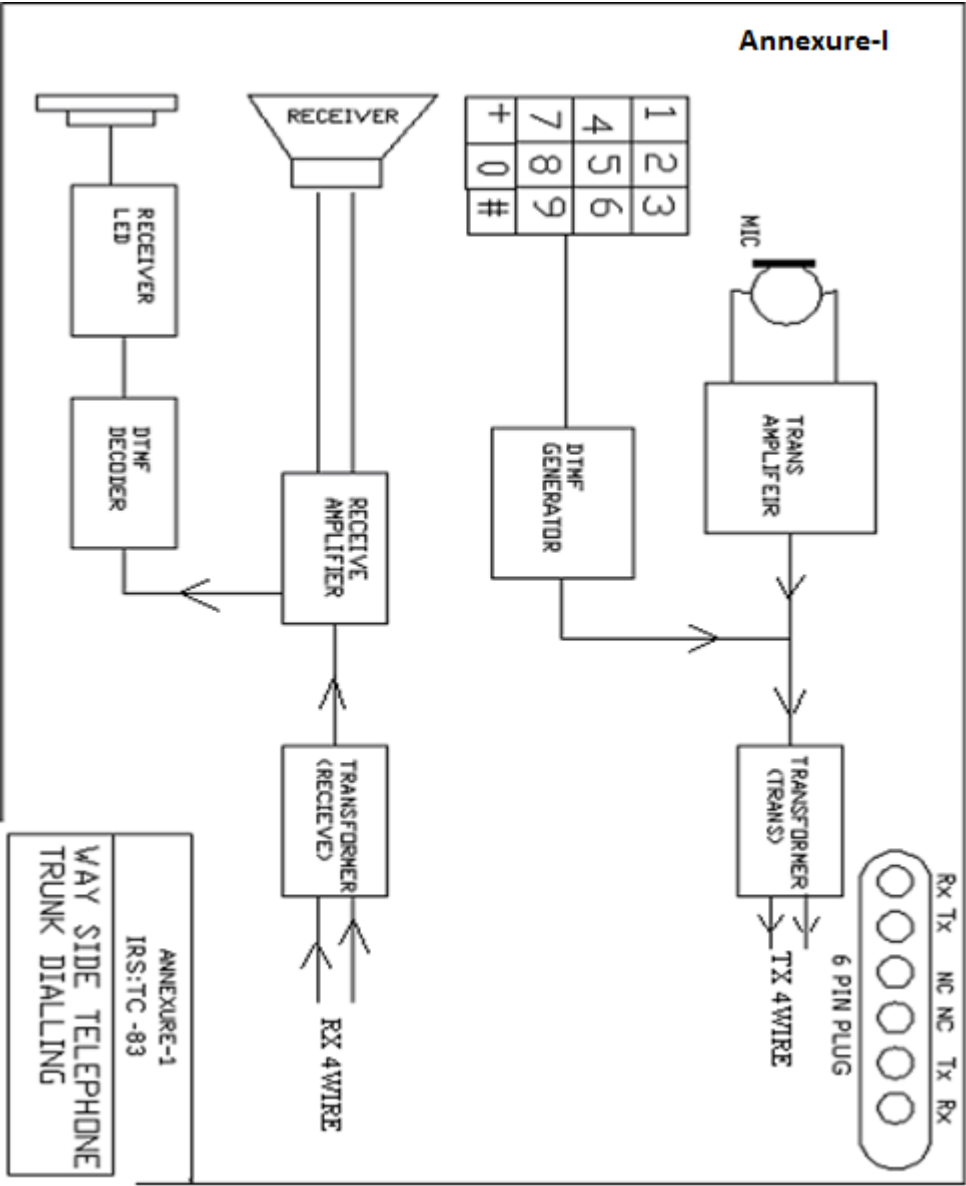 Annexure-I
Rx Tx NC NC Tx Rx
6 PIN PLUG
MIC
TRANS
AMPLIFEIR
TRANSFORMER
(TRANS)
TX 4WIRE
1 2 3
4 5 6
7 8 9
+ 0 #
DTMF
GENERATOR
RECEIVER
RECEIVE
AMPLIFIER
TRANSFORMER
(RECIEVE)
RX 4WIRE
RECEIVER
LED
DTMF
DECODER
ANNEXURE-1
IRS:TC -83
WAY SIDE TELEPHONE
TRUNK DIALLING